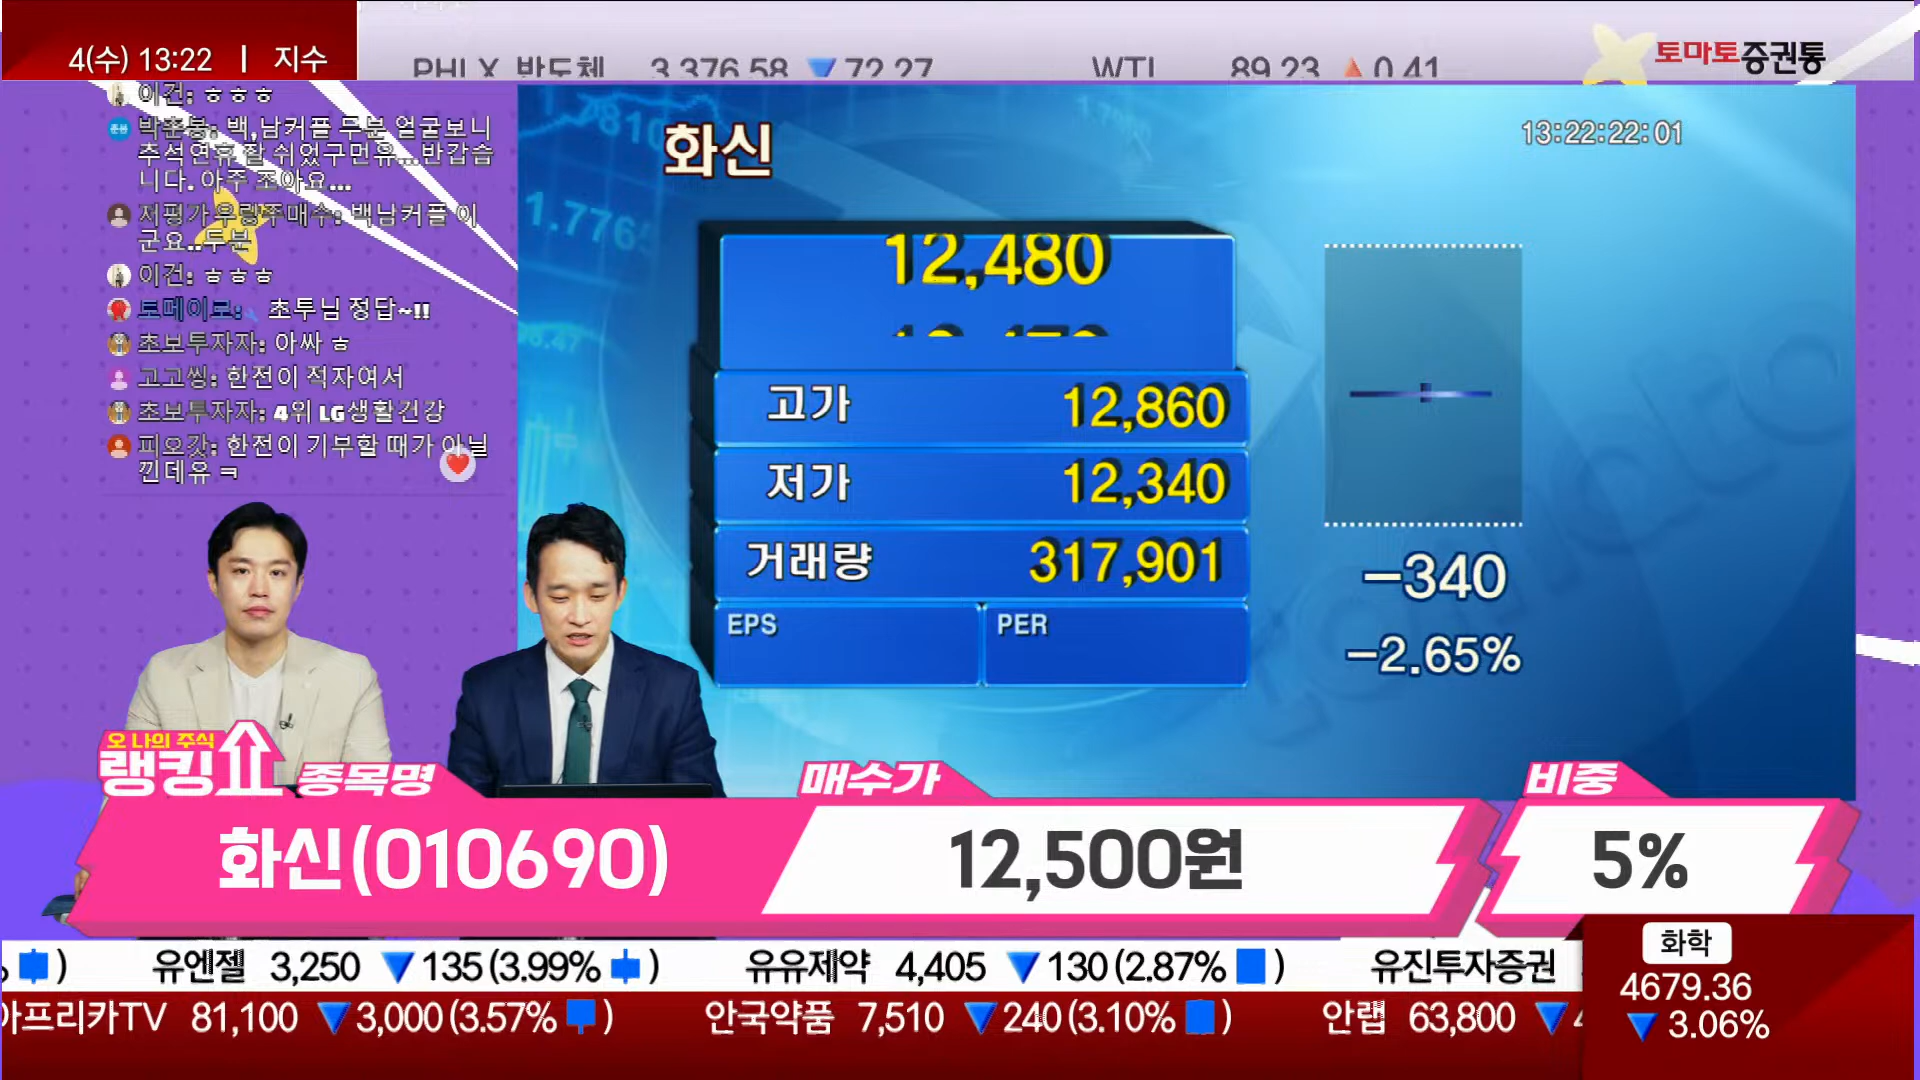 4(수) 13:22 | 지수
PHLX 반도체 3,376.58 ▼72.27 WTI 89.23 ▲0.41
토마토증권통
이건: ㅎㅎㅎ
박춘봉: 백,남커플 두분 얼굴보니
추석연휴 잘 쉬었구먼유...반갑습
니다. 아주 조아요...
저평가우량주매수: 백남커플 이
군요..두분
이건: ㅎㅎㅎ
토페이로: 초투님 정답~!!
초보투자자: 아싸 ㅎ
고고씽: 한전이 적자여서
초보투자자: 4위 LG생활건강
피오갓: 한전이 기부할 때가 아닐
낀데유 ㅋ
화신
13:22:22:01
12,480
고가 12,860
저가 12,340
거래량 317,901
EPS PER
-340
-2.65%
오 나의 주식
랭킹쇼
종목명 매수가 비중
화신(010690) 12,500원 5%
% ) 유엔젤 3,250 ▼135(3.99% ) 유유제약 4,405 ▼130(2.87% ) 유진투자증권
아프리카TV 81,100 ▼3,000(3.57% ) 안국약품 7,510 ▼240(3.10% ) 안랩 63,800 ▼
화학
4679.36
▼ 3.06%